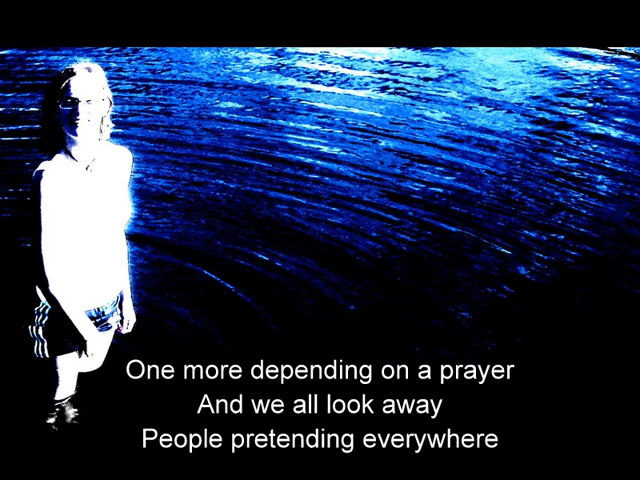 One more depending on a prayer
And we all look away
People pretending everywhere